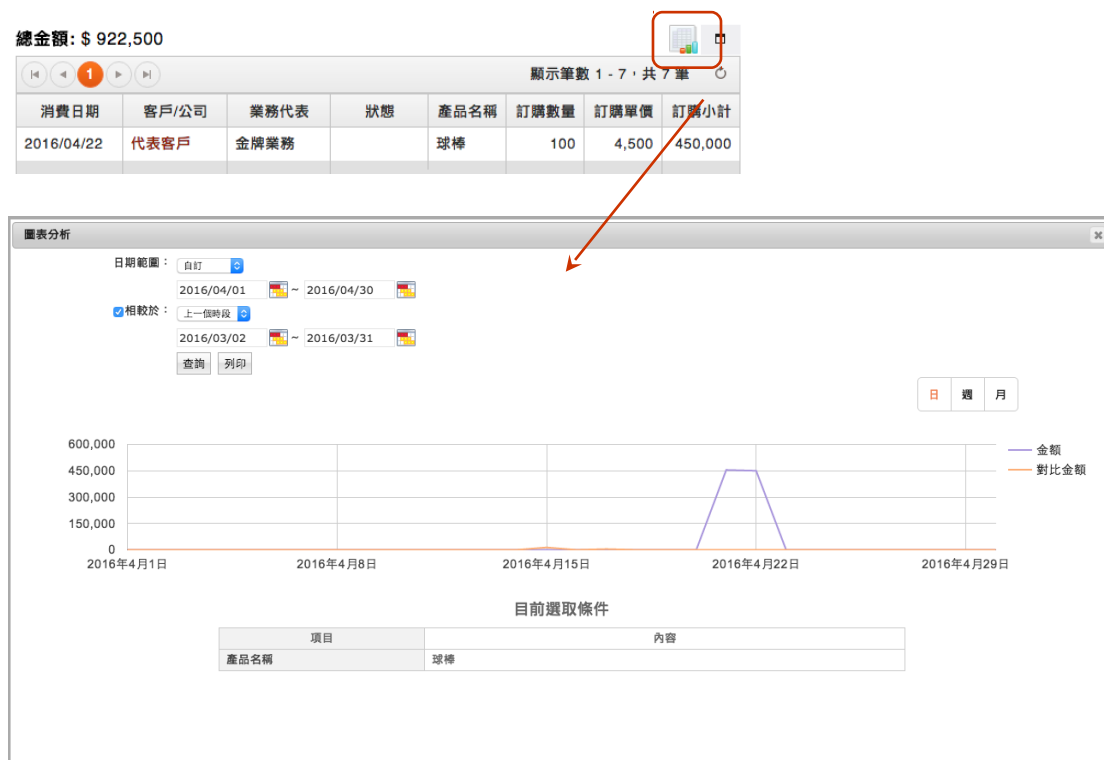 總金額: $ 922,500
1
顯示筆數 1 - 7，共 7 筆
消費日期 客戶/公司 業務代表 狀態 產品名稱 訂購數量 訂購單價 訂購小計
2016/04/22 代表客戶 金牌業務 球棒 100 4,500 450,000
圖表分析
日期範圍： 自訂
2016/04/01 ~ 2016/04/30
相較於： 上一個時段
2016/03/02 ~ 2016/03/31
查詢 列印
日 週 月
600,000
450,000
300,000
150,000
0
2016年4月1日 2016年4月8日 2016年4月15日 2016年4月22日 2016年4月29日
金額
對比金額
目前選取條件
項目 內容
產品名稱 球棒